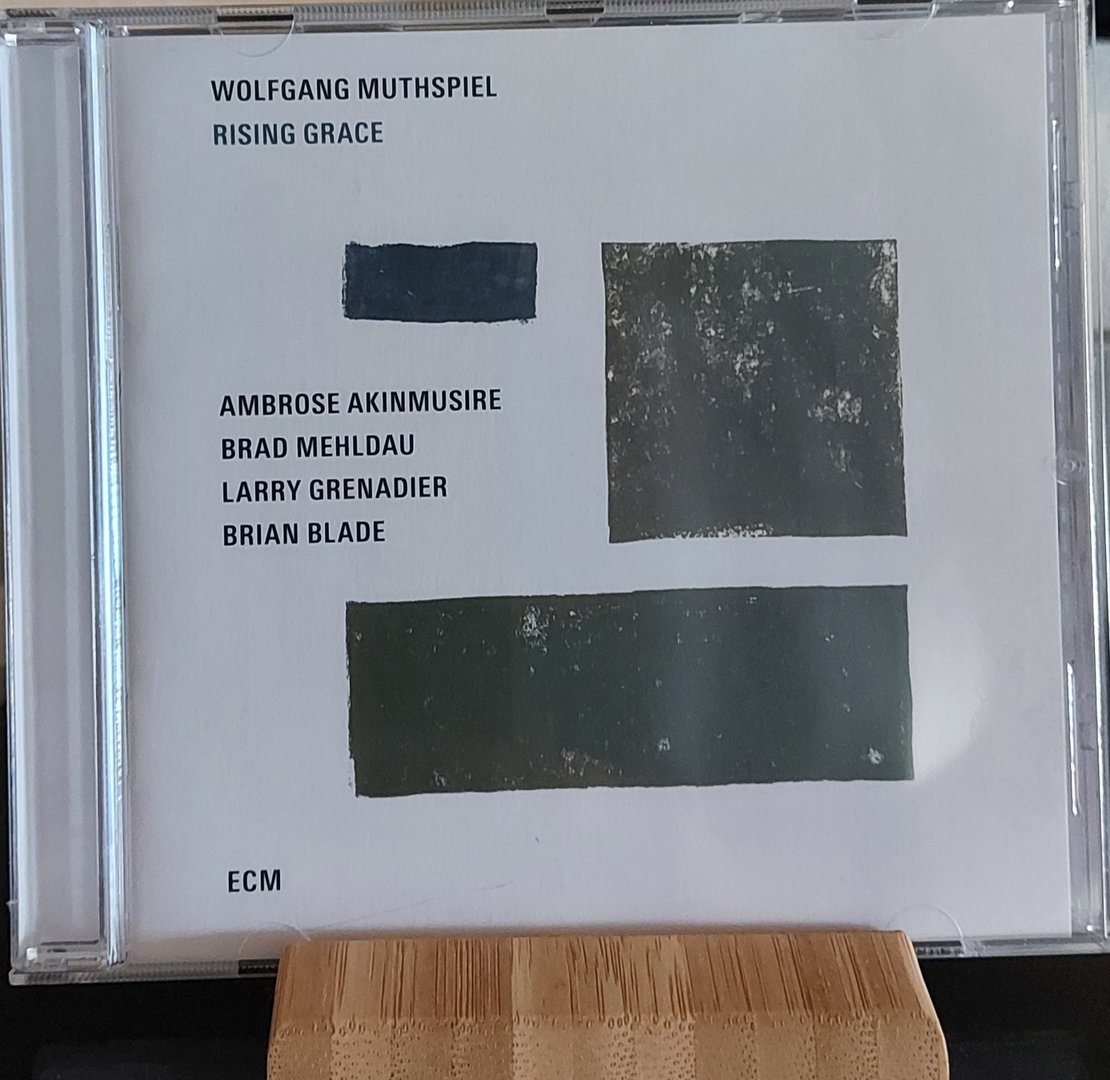 WOLFGANG MUTHSPIEL
RISING GRACE
AMBROSE AKINMUSIRE
BRAD MEHLDAU
LARRY GRENADIER
BRIAN BLADE
ECM